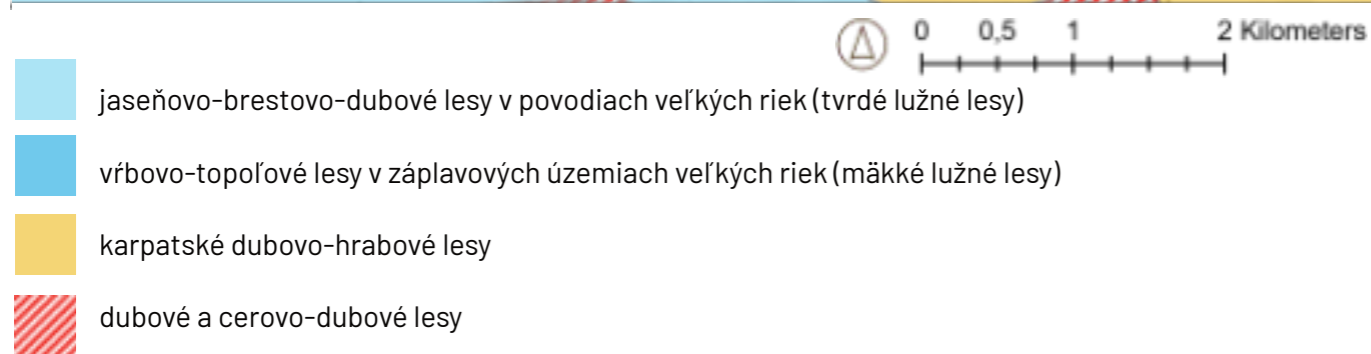 0 0,5 1 2 Kilometers
jaseňovo-brestovo-dubové lesy v povodiach veľkých riek (tvrdé lužné lesy)
vŕbovo-topoľové lesy v záplavových územiach veľkých riek (mäkké lužné lesy)
karpatské dubovo-hrabové lesy
dubové a cerovo-dubové lesy